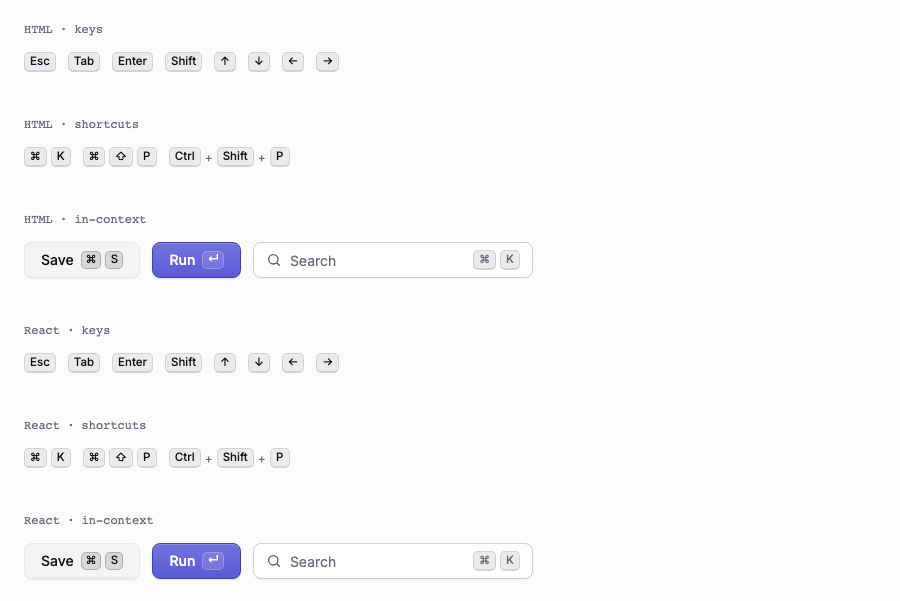 HTML · keys
Esc Tab Enter Shift ↑ ↓ ← →
HTML · shortcuts
⌘ K ⌘ ⇧ P Ctrl + Shift + P
HTML · in-context
Save ⌘ S Run ↵ Search ⌘ K
React · keys
Esc Tab Enter Shift ↑ ↓ ← →
React · shortcuts
⌘ K ⌘ ⇧ P Ctrl + Shift + P
React · in-context
Save ⌘ S Run ↵ Search ⌘ K